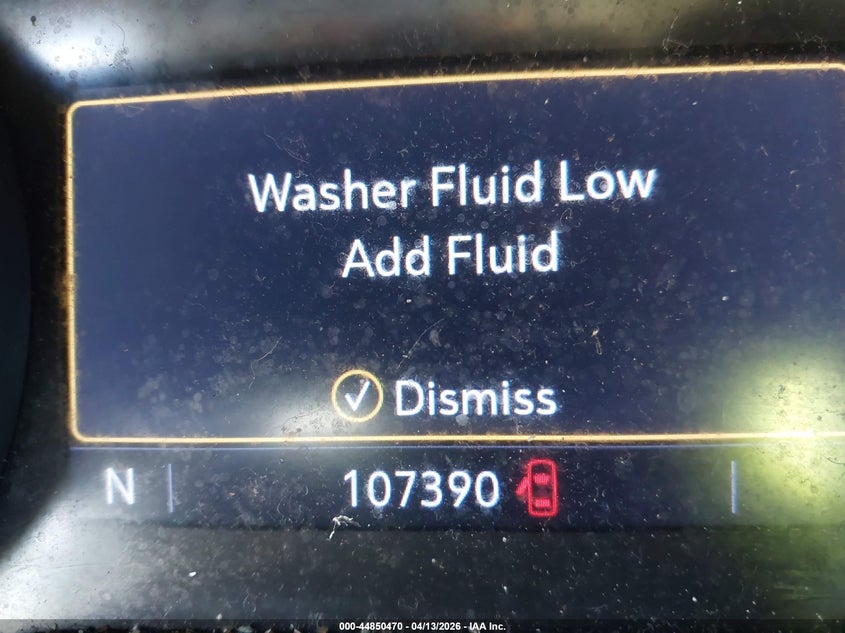 Washer Fluid Low
Add Fluid
Dismiss
N 107390
000-44850470 - 04/13/2026 - IAA Inc.